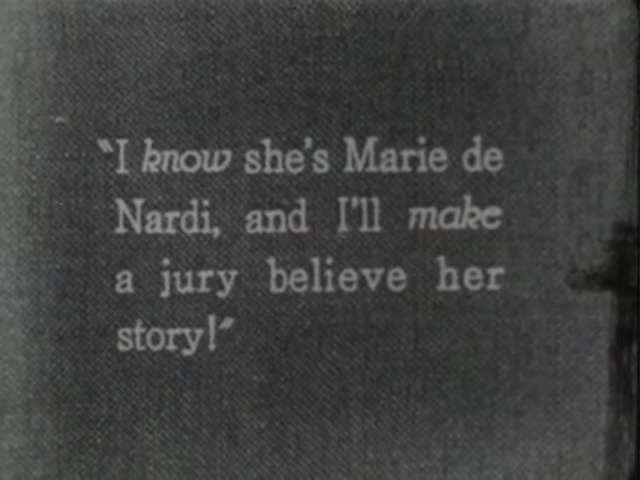 "I know she's Marie de
Nardi, and I'll make
a jury believe her
story!"